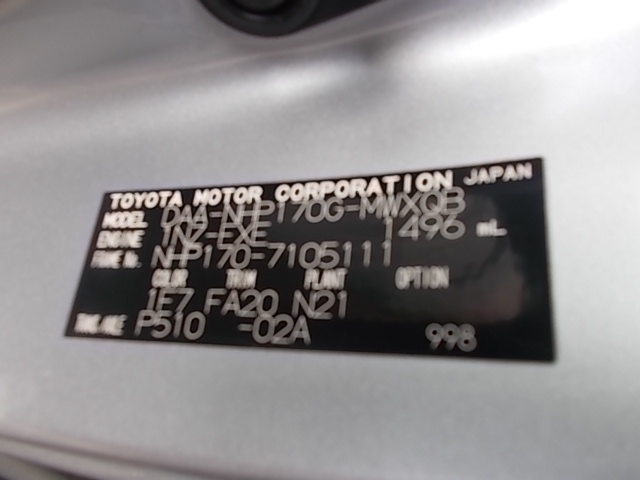 TOYOTA MOTOR CORPORATION JAPAN
MODEL DAA-NHP170G-MWXQB
ENGINE 1NZ-FXE 1496 mL
FRAME No. NHP170-7105111
COLOR TRIM PLANT OPTION
1F7 FA20 N21
TRANS./AXLE P510 -02A 998